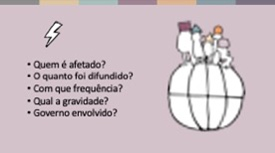 • Quem é afetado?
• O quanto foi difundido?
• Com que frequência?
• Qual a gravidade?
• Governo envolvido?